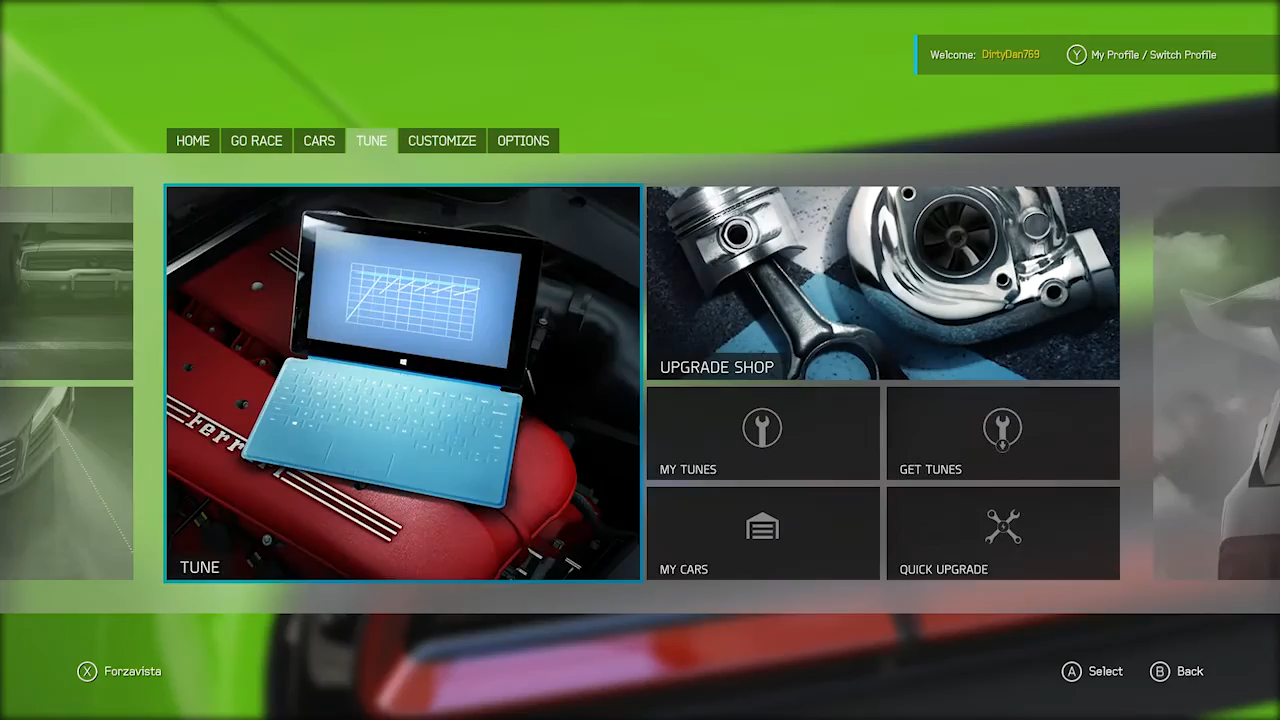 Welcome: DirtyDan769
Y My Profile / Switch Profile
HOME GO RACE CARS TUNE CUSTOMIZE OPTIONS
Ferr
TUNE
UPGRADE SHOP
MY TUNES
GET TUNES
MY CARS
QUICK UPGRADE
X Forzavista
A Select
B Back